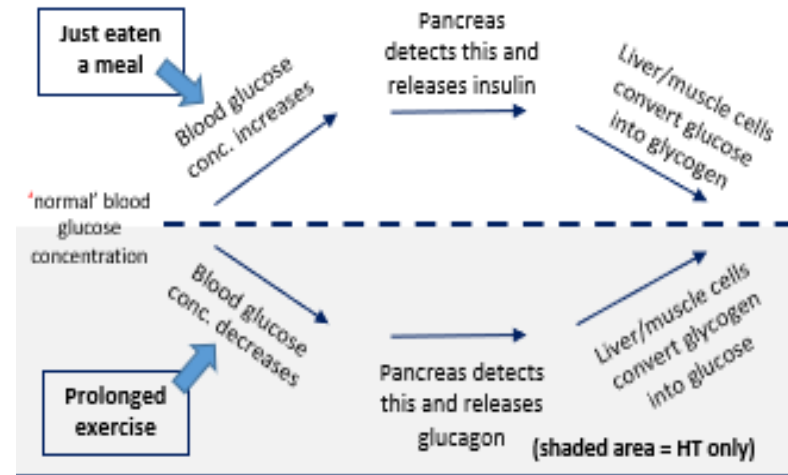 Just eaten
a meal
Blood glucose
conc. increases
Pancreas
detects this and
releases insulin
Liver/muscle cells
convert glucose
into glycogen
‘normal’ blood
glucose
concentration
Blood glucose
conc. decreases
Prolonged
exercise
Pancreas detects
this and releases
glucagon
Liver/muscle cells
convert glycogen
into glucose
(shaded area = HT only)